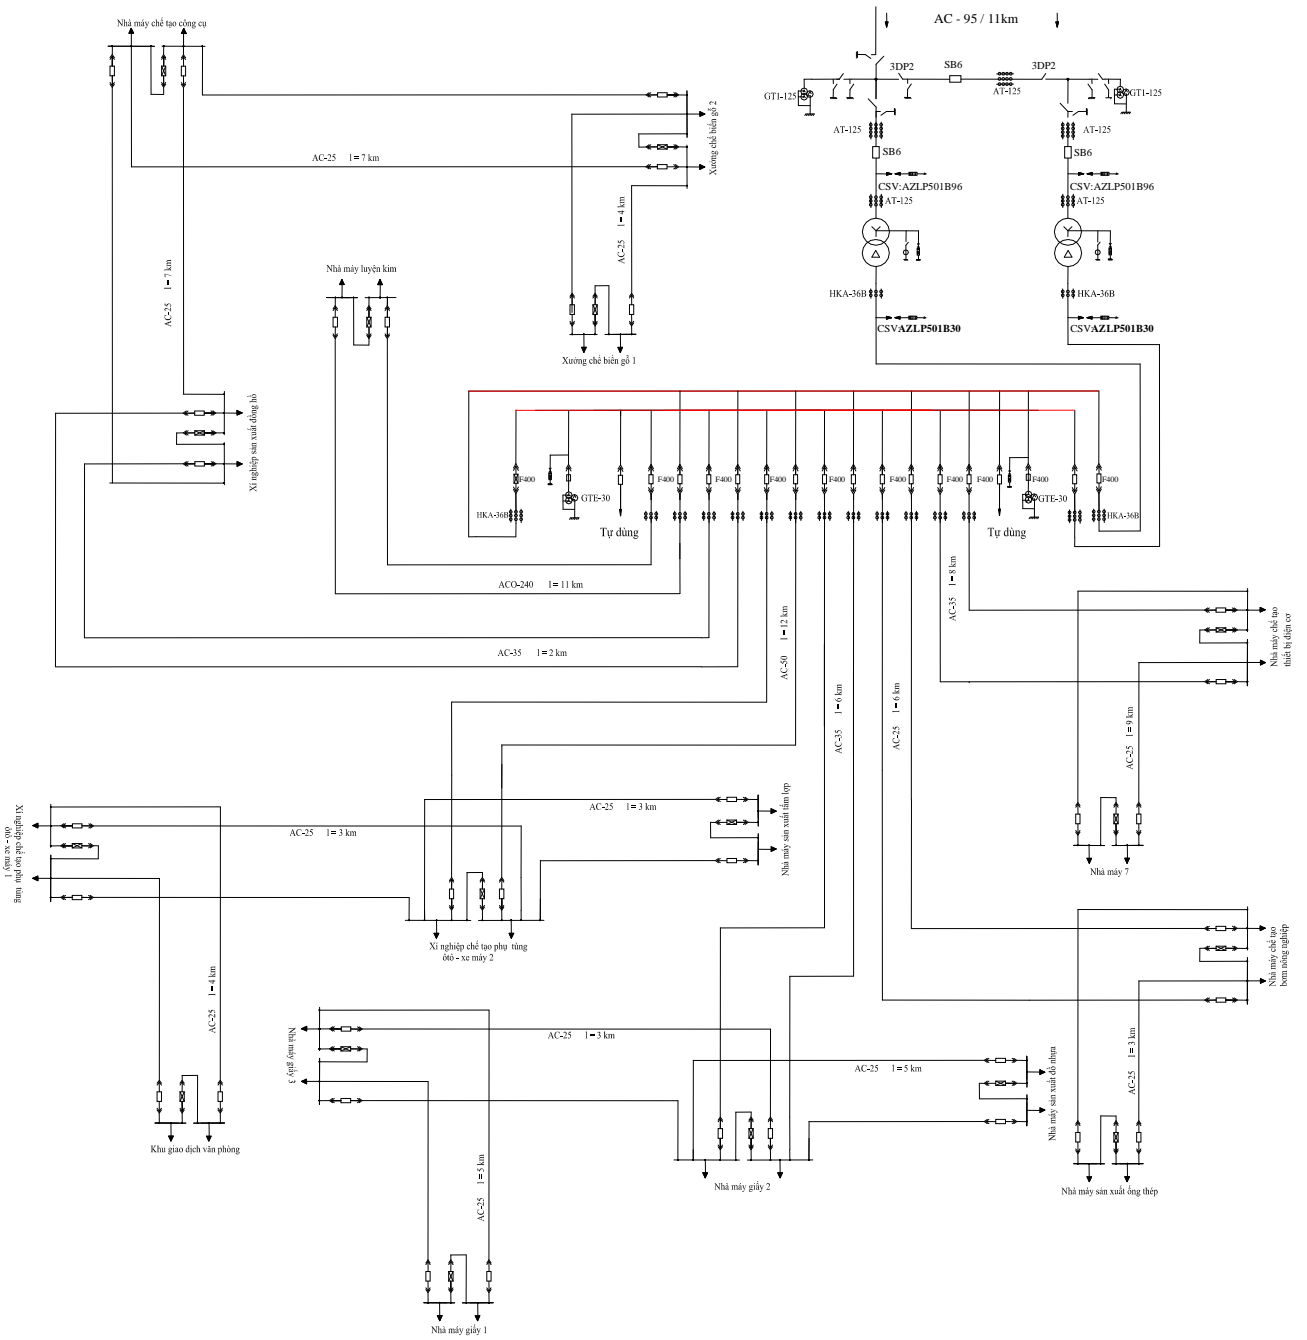 Nhà máy chế tạo công cụ
AC - 95 / 11km
3DP2
SB6
3DP2
GT1-125
AT-125
GT1-125
AT-125
AT-125
SB6
SB6
CSV:AZLP501B96
CSV:AZLP501B96
AT-125
AT-125
HKA-36B
HKA-36B
CSVAZLP501B30
CSVAZLP501B30
Xưởng chế biến gỗ 2
AC-25 l = 7 km
AC-25 l = 4 km
AC-25 l = 7 km
Nhà máy luyện kim
Xưởng chế biến gỗ 1
Xí nghiệp sản xuất đồng hồ
F400
F400
F400
F400
F400
F400
F400
F400
F400
GTE-30
GTE-30
HKA-36B
HKA-36B
Tự dùng
Tự dùng
ACO-240 l = 11 km
AC-35 l = 2 km
AC-50 l = 12 km
AC-35 l = 6 km
AC-25 l = 6 km
AC-35 l = 8 km
Nhà máy chế tạo
thiết bị điện cơ
AC-25 l = 9 km
Nhà máy 7
Xí nghiệp chế tạo phụ tùng
ôtô - xe máy 1
AC-25 l = 3 km
AC-25 l = 3 km
Nhà máy sản xuất tấm lợp
Xí nghiệp chế tạo phụ tùng
ôtô - xe máy 2
AC-25 l = 4 km
Khu giao dịch văn phòng
Nhà máy giấy 3
AC-25 l = 3 km
AC-25 l = 5 km
Nhà máy sản xuất đồ nhựa
Nhà máy giấy 2
AC-25 l = 5 km
Nhà máy giấy 1
Nhà máy chế tạo
bơm nông nghiệp
AC-25 l = 3 km
Nhà máy sản xuất ống thép